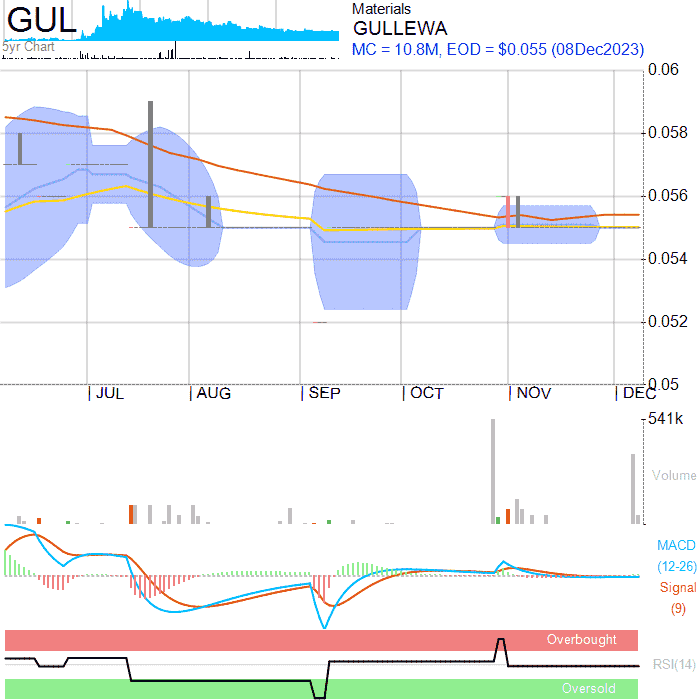 GUL
5yr Chart
Materials
GULLEWA
MC = 10.8M, EOD = $0.055 (08Dec2023)
0.06
0.058
0.056
0.054
0.052
0.05
JUL AUG SEP OCT NOV DEC
541k
Volume
MACD
(12-26)
Signal
(9)
Overbought
RSI(14)
Oversold